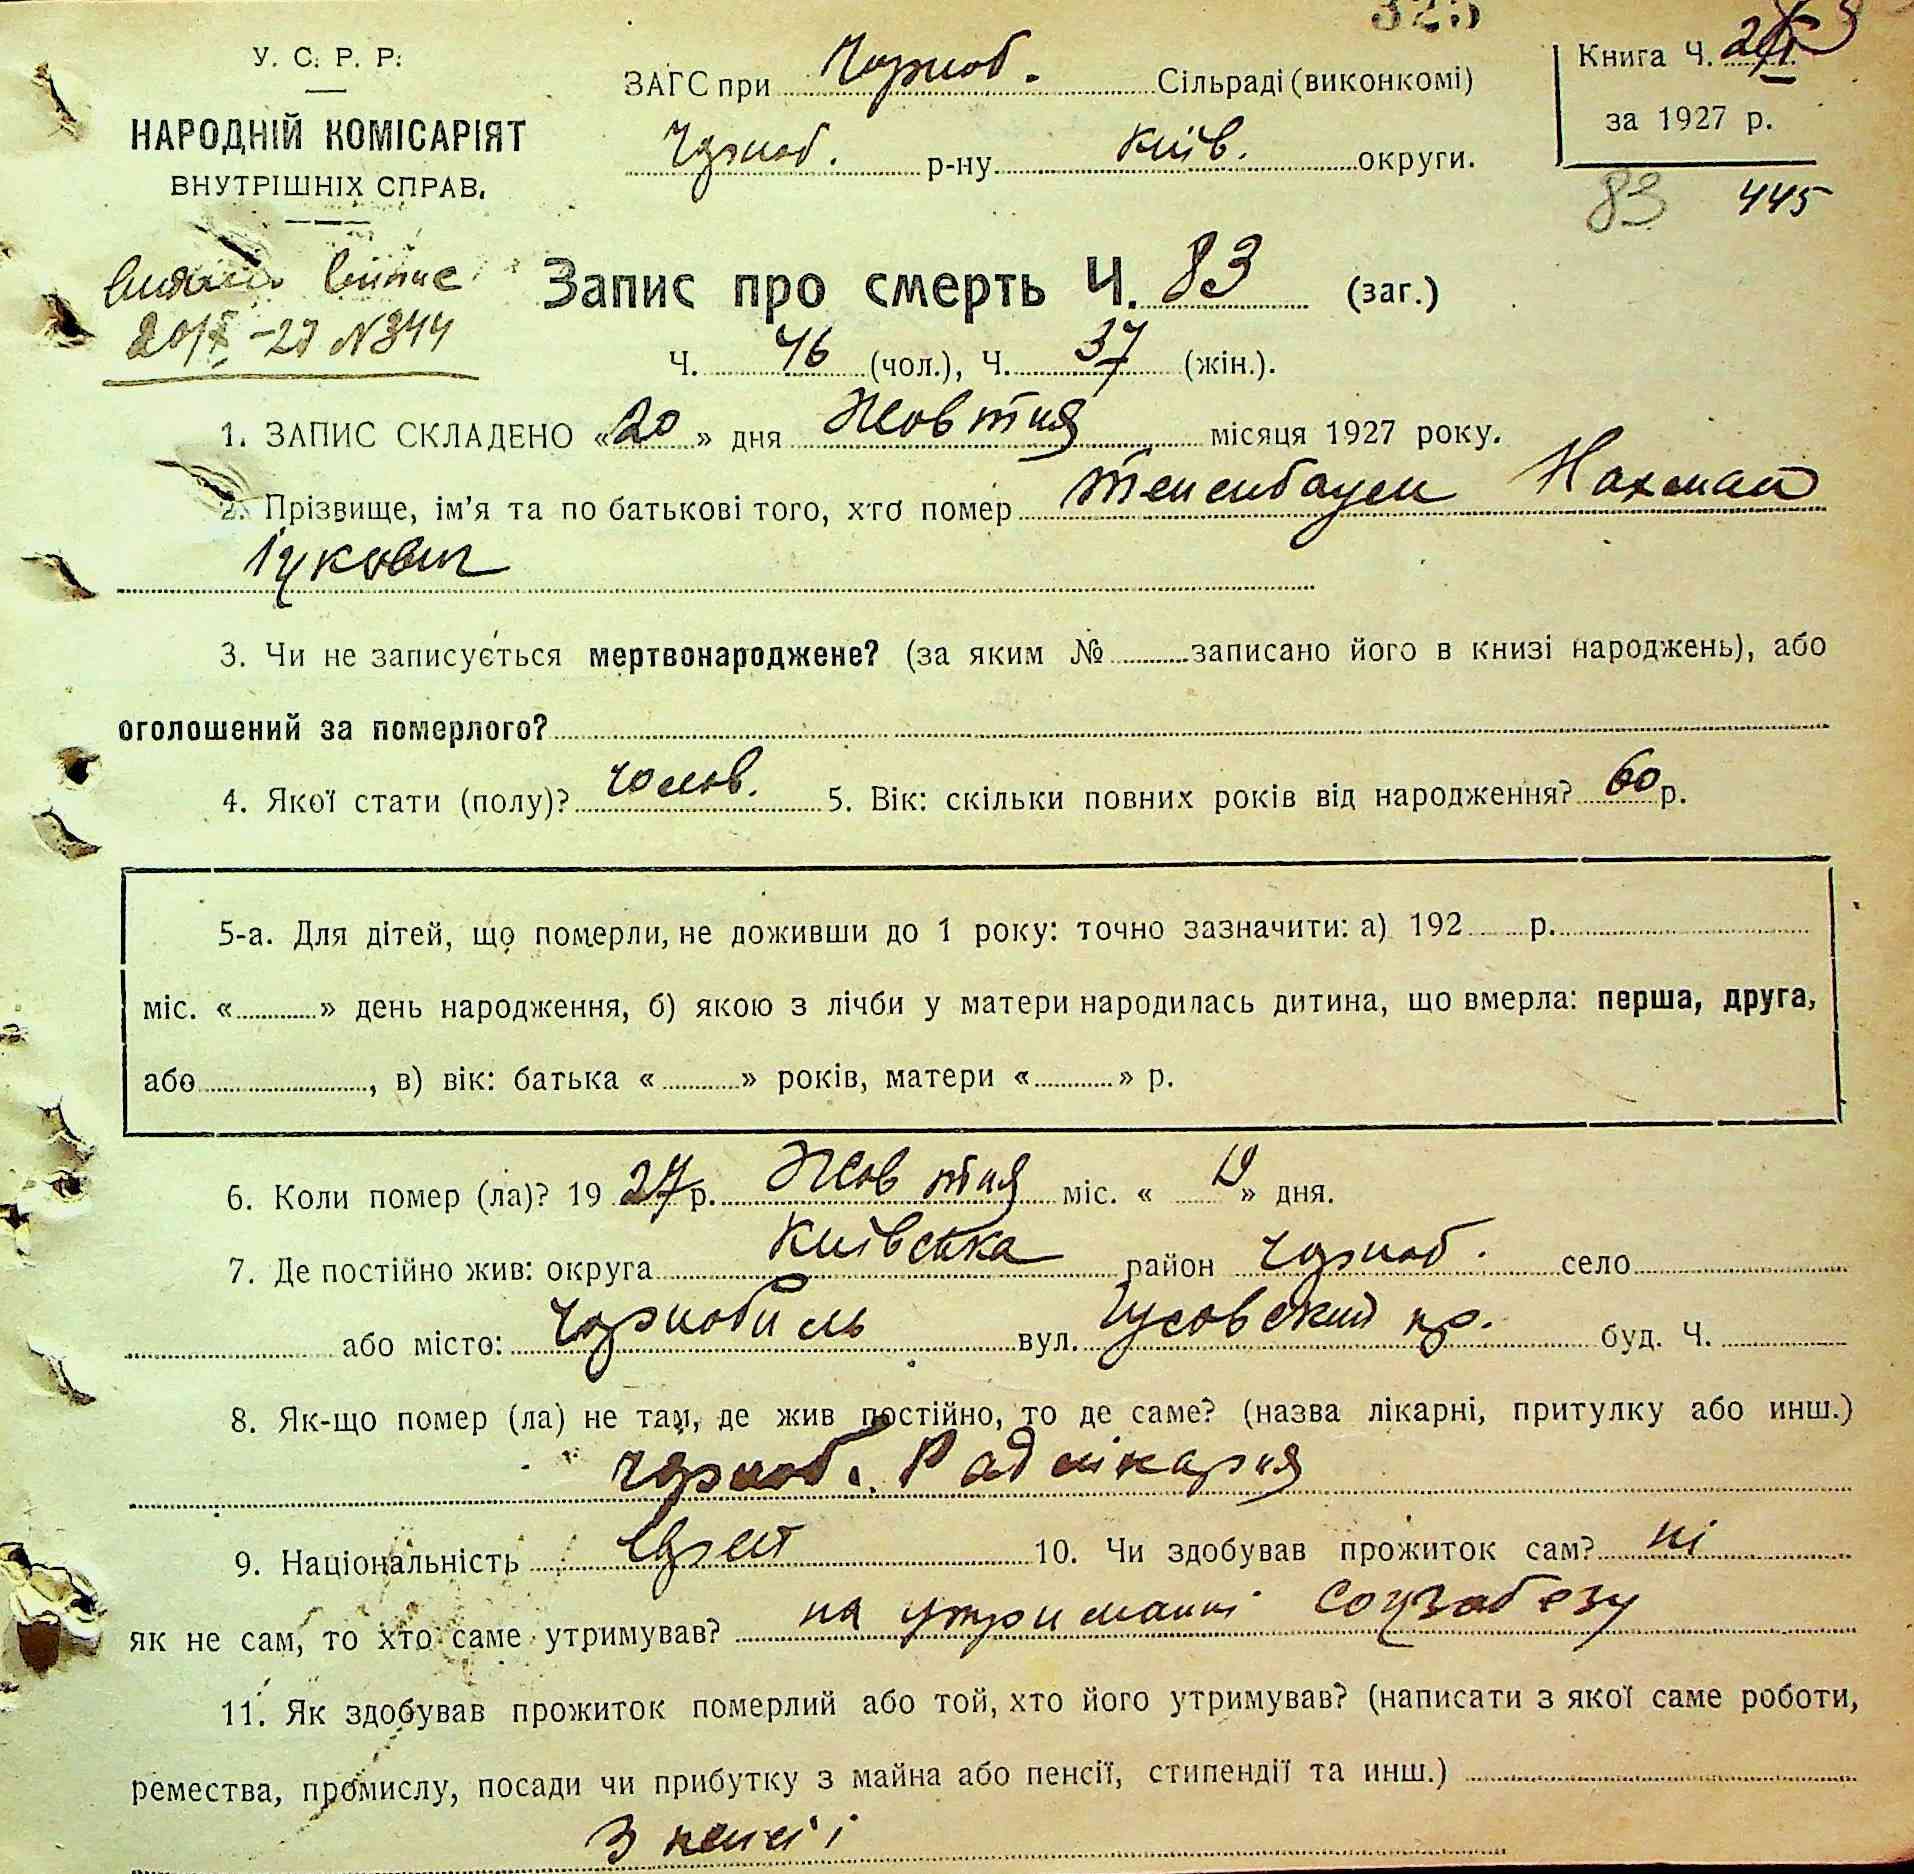 325
У. С. Р. Р.
НАРОДНІЙ КОМІСАРІЯТ
ВНУТРІШНІХ СПРАВ.
ЗАГС при Чорноб. Сільраді (виконкомі)
Чорноб. р-ну Київ. округи.
Книга Ч.
за 1927 р.
83 445
Запис про смерть Ч. 83 (заг.)
Ч. 46 (чол.), Ч. 37 (жін.).
1. ЗАПИС СКЛАДЕНО «20» дня Жовтня місяця 1927 року.
2. Прізвище, ім'я та по батькові того, хто помер Тененбаум Нахман
Іцкович
3. Чи не записується мертвонароджене? (за яким № записано його в книзі народжень), або
оголошений за померлого?
4. Якої стати (полу)? Чолов. 5. Вік: скільки повних років від народження? 60 р.
5-а. Для дітей, що померли, не доживши до 1 року: точно зазначити: а) 192 р.
міс. « » день народження, б) якою з лічби у матери народилась дитина, що вмерла: перша, друга,
або , в) вік: батька « » років, матери « » р.
6. Коли помер (ла)? 19 27 р. Жовтня міс. « » дня.
7. Де постійно жив: округа Київська район Чорноб. село
або місто: Чорнобиль вул. пр. буд. Ч.
8. Як-що помер (ла) не там, де жив постійно, то де саме? (назва лікарні, притулку або инш.)
Чорноб. Радлікарня
9. Національність Єврей 10. Чи здобував прожиток сам? ні
як не сам, то хто саме утримував? на утриманні Соцзабезу
11. Як здобував прожиток померлий або той, хто його утримував? (написати з якої саме роботи,
ремества, промислу, посади чи прибутку з майна або пенсії, стипендії та инш.)
З пенсіі